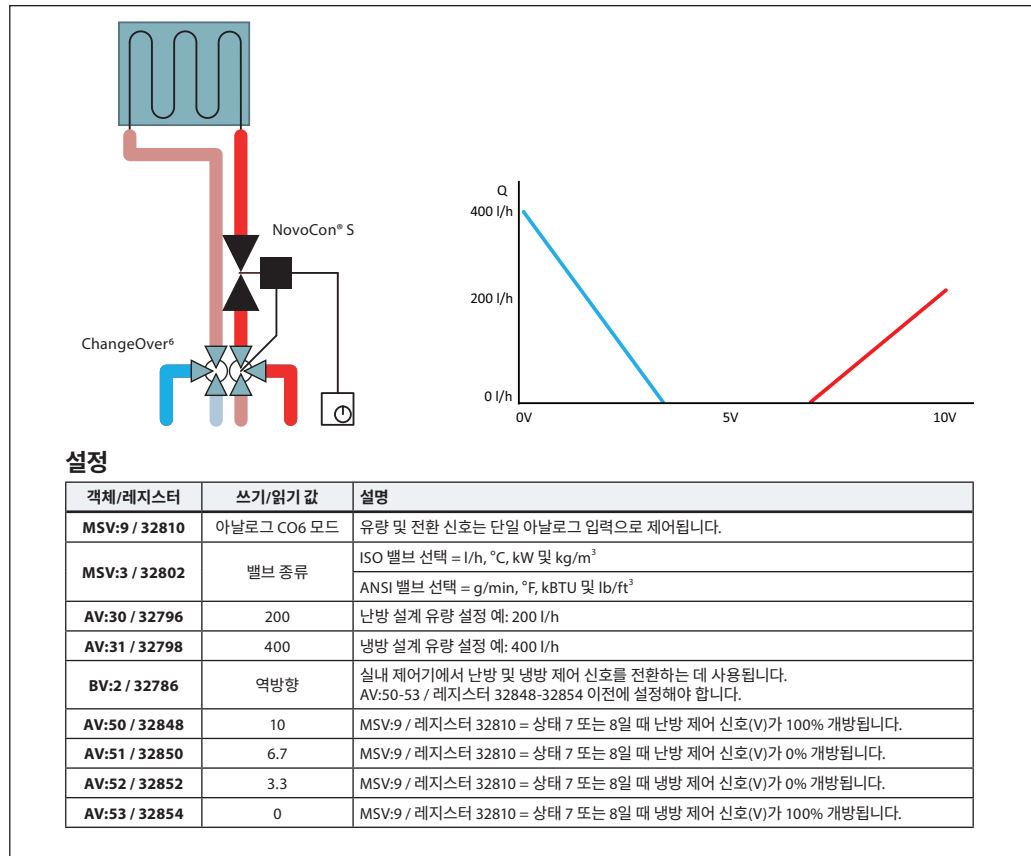 NovoCon® S
ChangeOver⁶
Q
400 l/h
200 l/h
0 l/h
0V
5V
10V
설정
객체/레지스터 쓰기/읽기 값 설명
MSV:9 / 32810 아날로그 CO6 모드 유량 및 전환 신호는 단일 아날로그 입력으로 제어됩니다.
MSV:3 / 32802 밸브 종류 ISO 밸브 선택 = l/h, °C, kW 및 kg/m³
ANSI 밸브 선택 = g/min, °F, kBTU 및 lb/ft³
AV:30 / 32796 200 난방 설계 유량 설정 예: 200 l/h
AV:31 / 32798 400 냉방 설계 유량 설정 예: 400 l/h
BV:2 / 32786 역방향 실내 제어기에서 난방 및 냉방 제어 신호를 전환하는 데 사용됩니다.
AV:50-53 / 레지스터 32848-32854 이전에 설정해야 합니다.
AV:50 / 32848 10 MSV:9 / 레지스터 32810 = 상태 7 또는 8일 때 난방 제어 신호(V)가 100% 개방됩니다.
AV:51 / 32850 6.7 MSV:9 / 레지스터 32810 = 상태 7 또는 8일 때 난방 제어 신호(V)가 0% 개방됩니다.
AV:52 / 32852 3.3 MSV:9 / 레지스터 32810 = 상태 7 또는 8일 때 냉방 제어 신호(V)가 0% 개방됩니다.
AV:53 / 32854 0 MSV:9 / 레지스터 32810 = 상태 7 또는 8일 때 냉방 제어 신호(V)가 100% 개방됩니다.